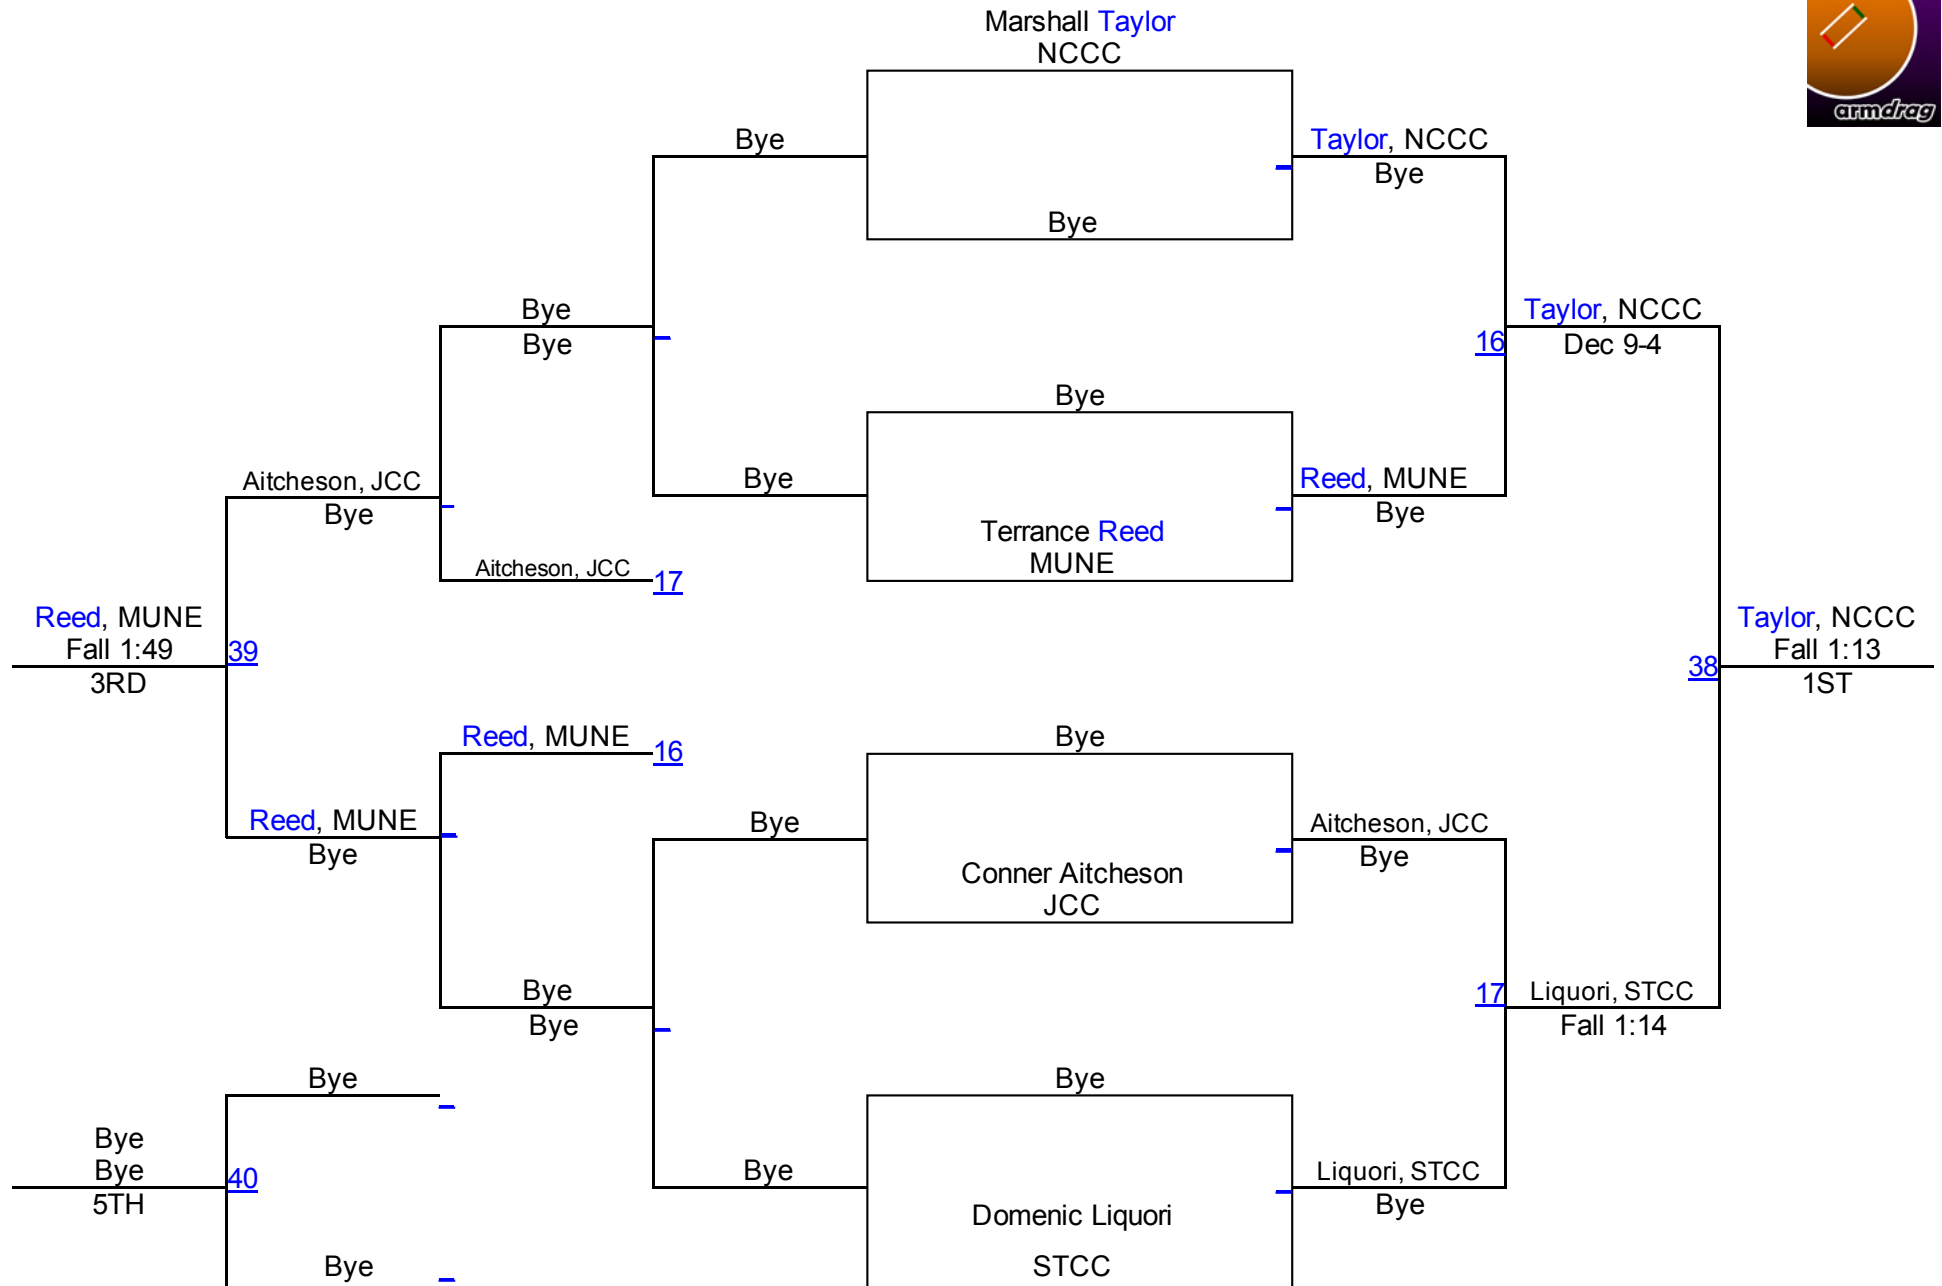 Marshall Taylor
NCCC
armdrag
Bye
Taylor, NCCC
Bye
Bye
Bye
Bye
Taylor, NCCC
16
Dec 9-4
Bye
Aitcheson, JCC
Bye
Bye
Reed, MUNE
Bye
Terrance Reed
MUNE
Aitcheson, JCC
17
Reed, MUNE
Fall 1:49
39
3RD
Taylor, NCCC
Fall 1:13
38
1ST
Reed, MUNE
16
Bye
Reed, MUNE
Bye
Bye
Aitcheson, JCC
Bye
Conner Aitcheson
JCC
Bye
Bye
17
Liquori, STCC
Fall 1:14
Bye
Bye
Bye
Bye
40
5TH
Bye
Liquori, STCC
Bye
Domenic Liquori
STCC
Bye